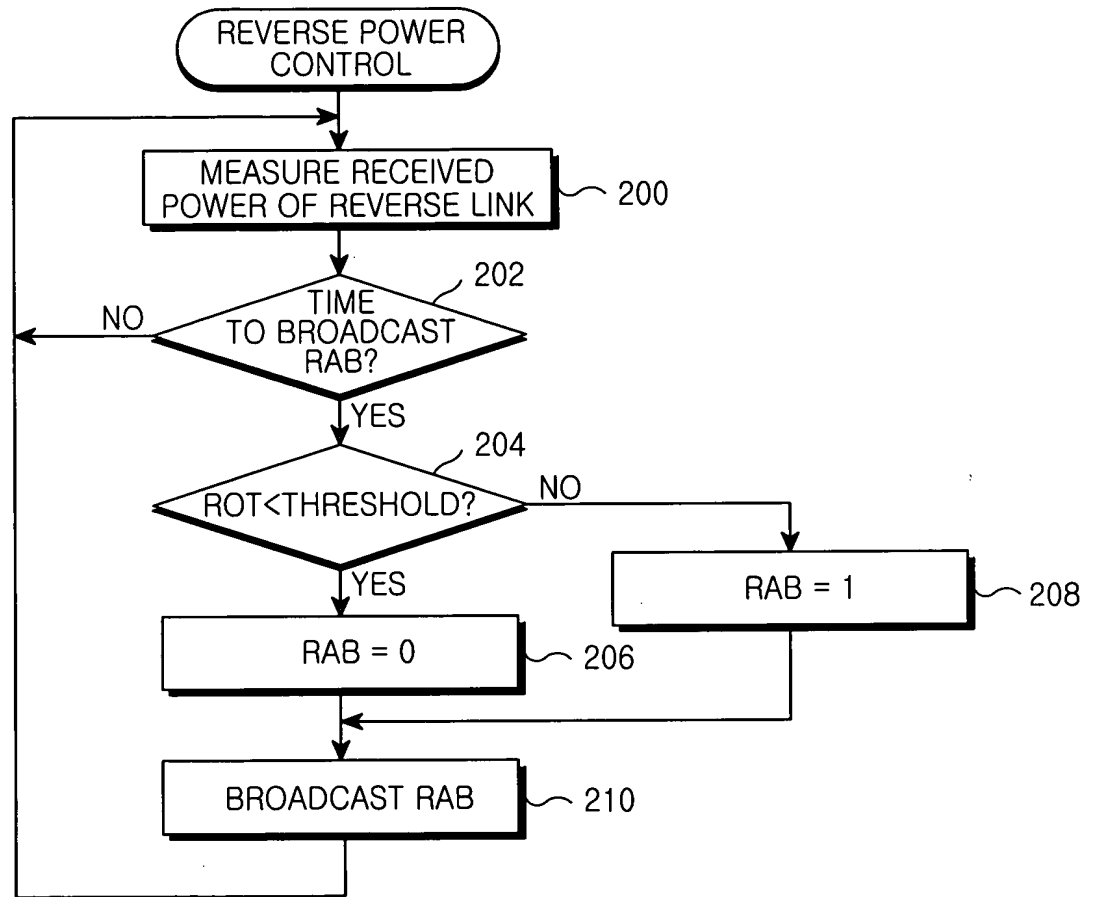 REVERSE POWER
CONTROL
MEASURE RECEIVED
POWER OF REVERSE LINK
200
202
TIME
TO BROADCAST
RAB?
NO
YES
204
ROT<THRESHOLD?
NO
YES
RAB = 1
208
RAB = 0
206
BROADCAST RAB
210